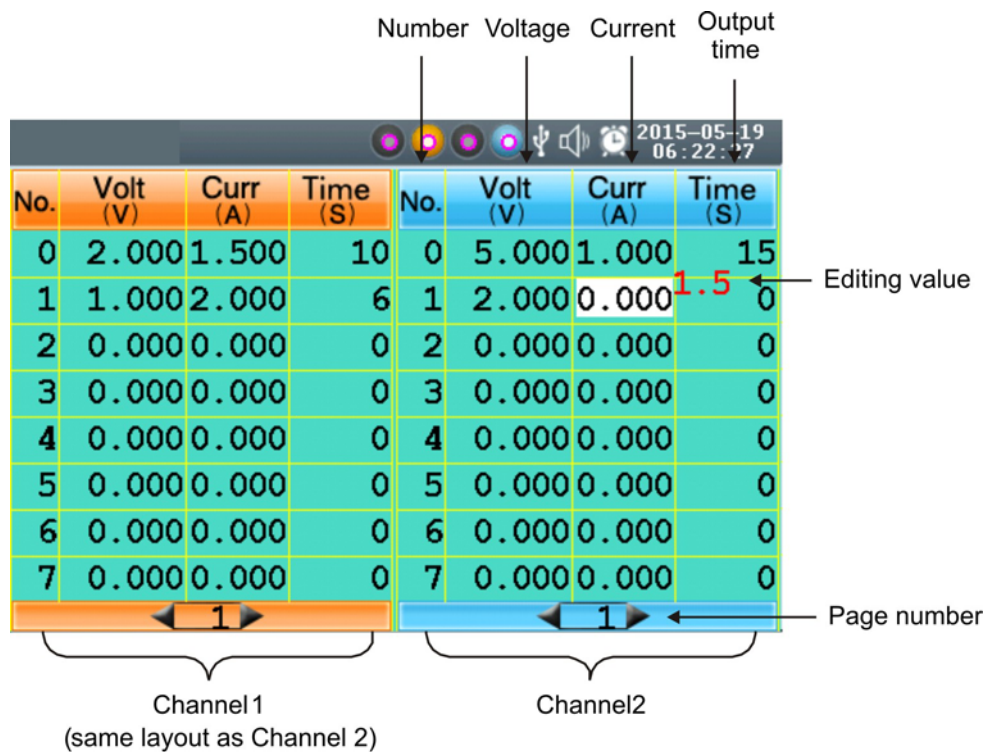 Number Voltage Current Output
time
2015-05-19
06:22:27
No. Volt (V) Curr (A) Time (S) No. Volt (V) Curr (A) Time (S)
0 2.000 1.500 10 0 5.000 1.000 15
1.5 Editing value
1 1.000 2.000 6 1 2.000 0.000 0
2 0.000 0.000 0 2 0.000 0.000 0
3 0.000 0.000 0 3 0.000 0.000 0
4 0.000 0.000 0 4 0.000 0.000 0
5 0.000 0.000 0 5 0.000 0.000 0
6 0.000 0.000 0 6 0.000 0.000 0
7 0.000 0.000 0 7 0.000 0.000 0
1 1 Page number
Channel1 Channel2
(same layout as Channel 2)